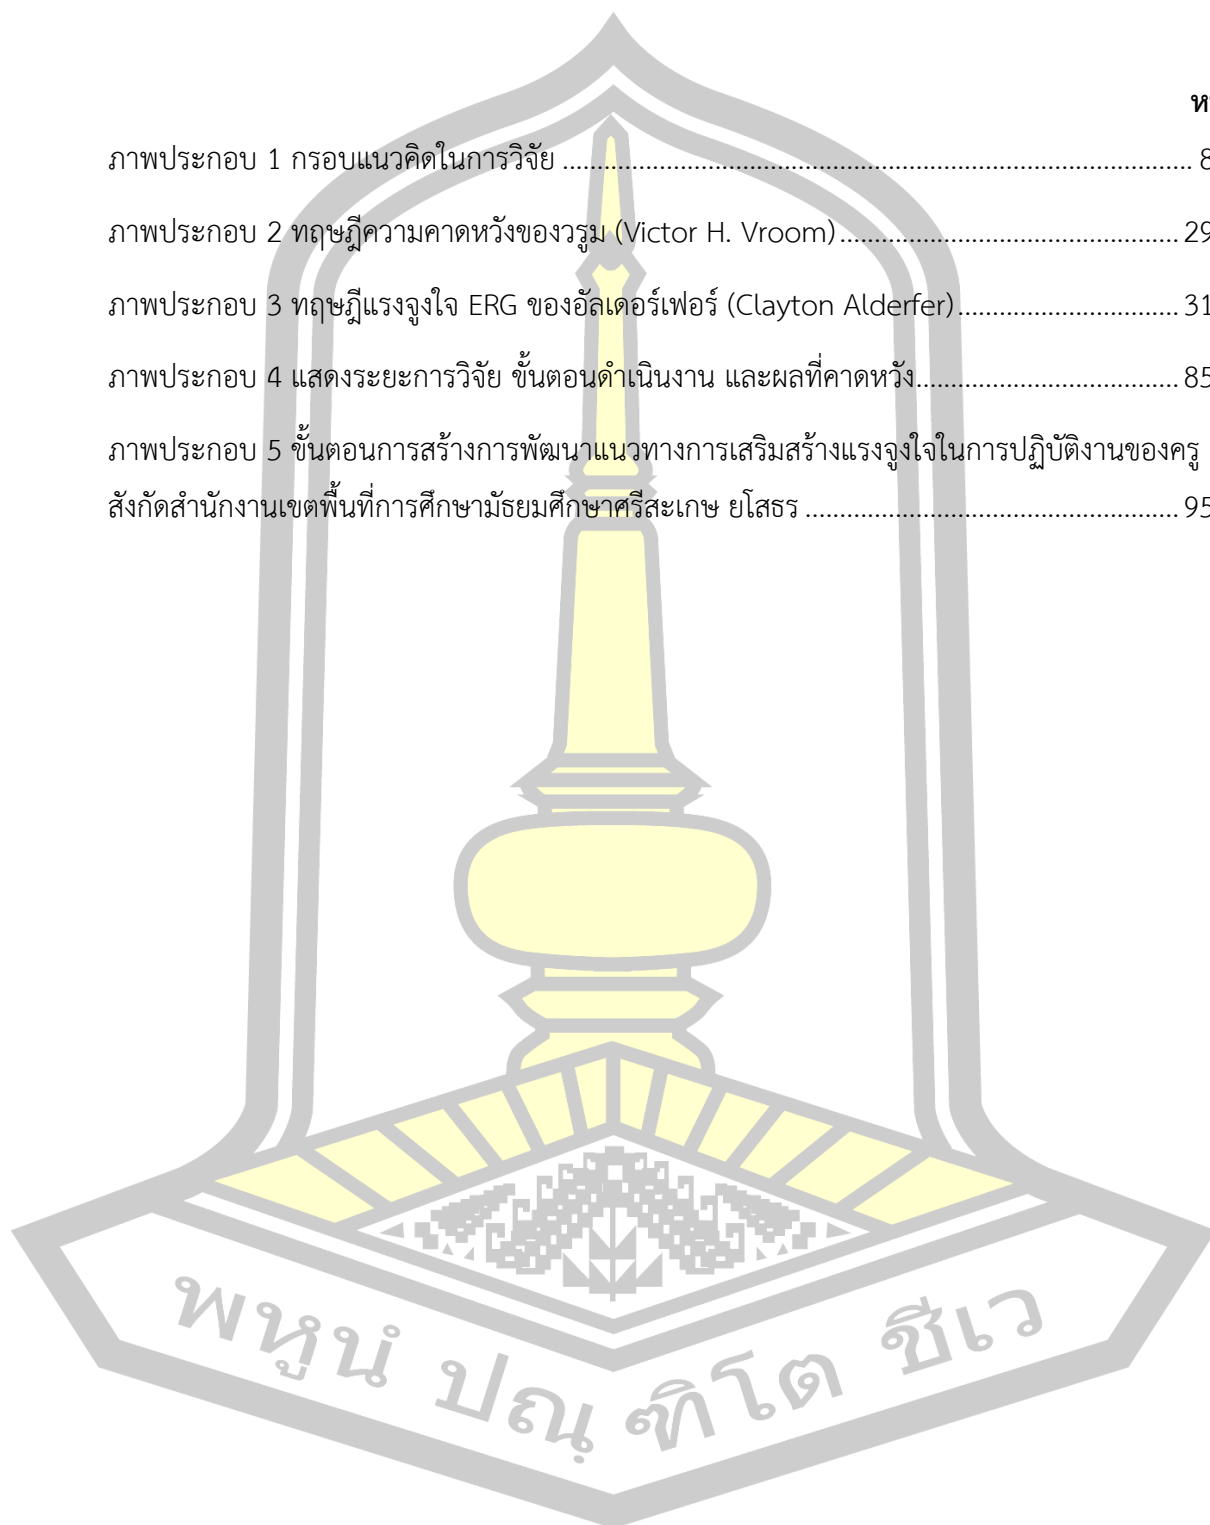 ภาพประกอบ 1 กรอบแนวคิดในการวิจัย ........................................................ 8
ภาพประกอบ 2 ทฤษฎีความคาดหวังของวรูม (Victor H. Vroom) ........................................ 29
ภาพประกอบ 3 ทฤษฎีแรงจูงใจ ERG ของอัลเดอร์เฟอร์ (Clayton Alderfer) ........................ 31
ภาพประกอบ 4 แสดงระยะการวิจัย ขั้นตอนดำเนินงาน และผลที่คาดหวัง ........................ 85
ภาพประกอบ 5 ขั้นตอนการสร้างการพัฒนาแนวทางการเสริมสร้างแรงจูงใจในการปฏิบัติงานของครู
สังกัดสำนักงานเขตพื้นที่การศึกษามัธยมศึกษาศรีสะเกษ ยโสธร ........................................ 95
พหูนํ ปณฺฑิโต ชีเว